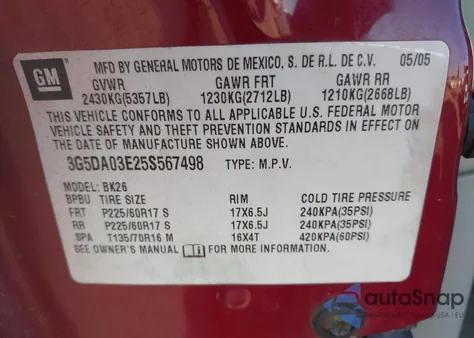 GM
MFD BY GENERAL MOTORS DE MEXICO, S. DE R.L. DE C.V. 05/05
GVWR GAWR FRT GAWR RR
2430KG(5357LB) 1230KG(2712LB) 1210KG(2668LB)
THIS VEHICLE CONFORMS TO ALL APPLICABLE U.S. FEDERAL MOTOR
VEHICLE SAFETY AND THEFT PREVENTION STANDARDS IN EFFECT ON
THE DATE OF MANUFACTURE ABOVE SHOWN
3G5DA03E25S567498 TYPE: M.P.V.
MODEL: BK26
BPBU TIRE SIZE RIM COLD TIRE PRESSURE
FRT P225/60R17 S 17X6.5J 240KPA(35PSI)
RR P225/60R17 S 17X6.5J 240KPA(35PSI)
SPA T135/70R16 M 16X4T 420KPA(60PSI)
SEE OWNER'S MANUAL FOR MORE INFORMATION.
autoSnap
USA | EU